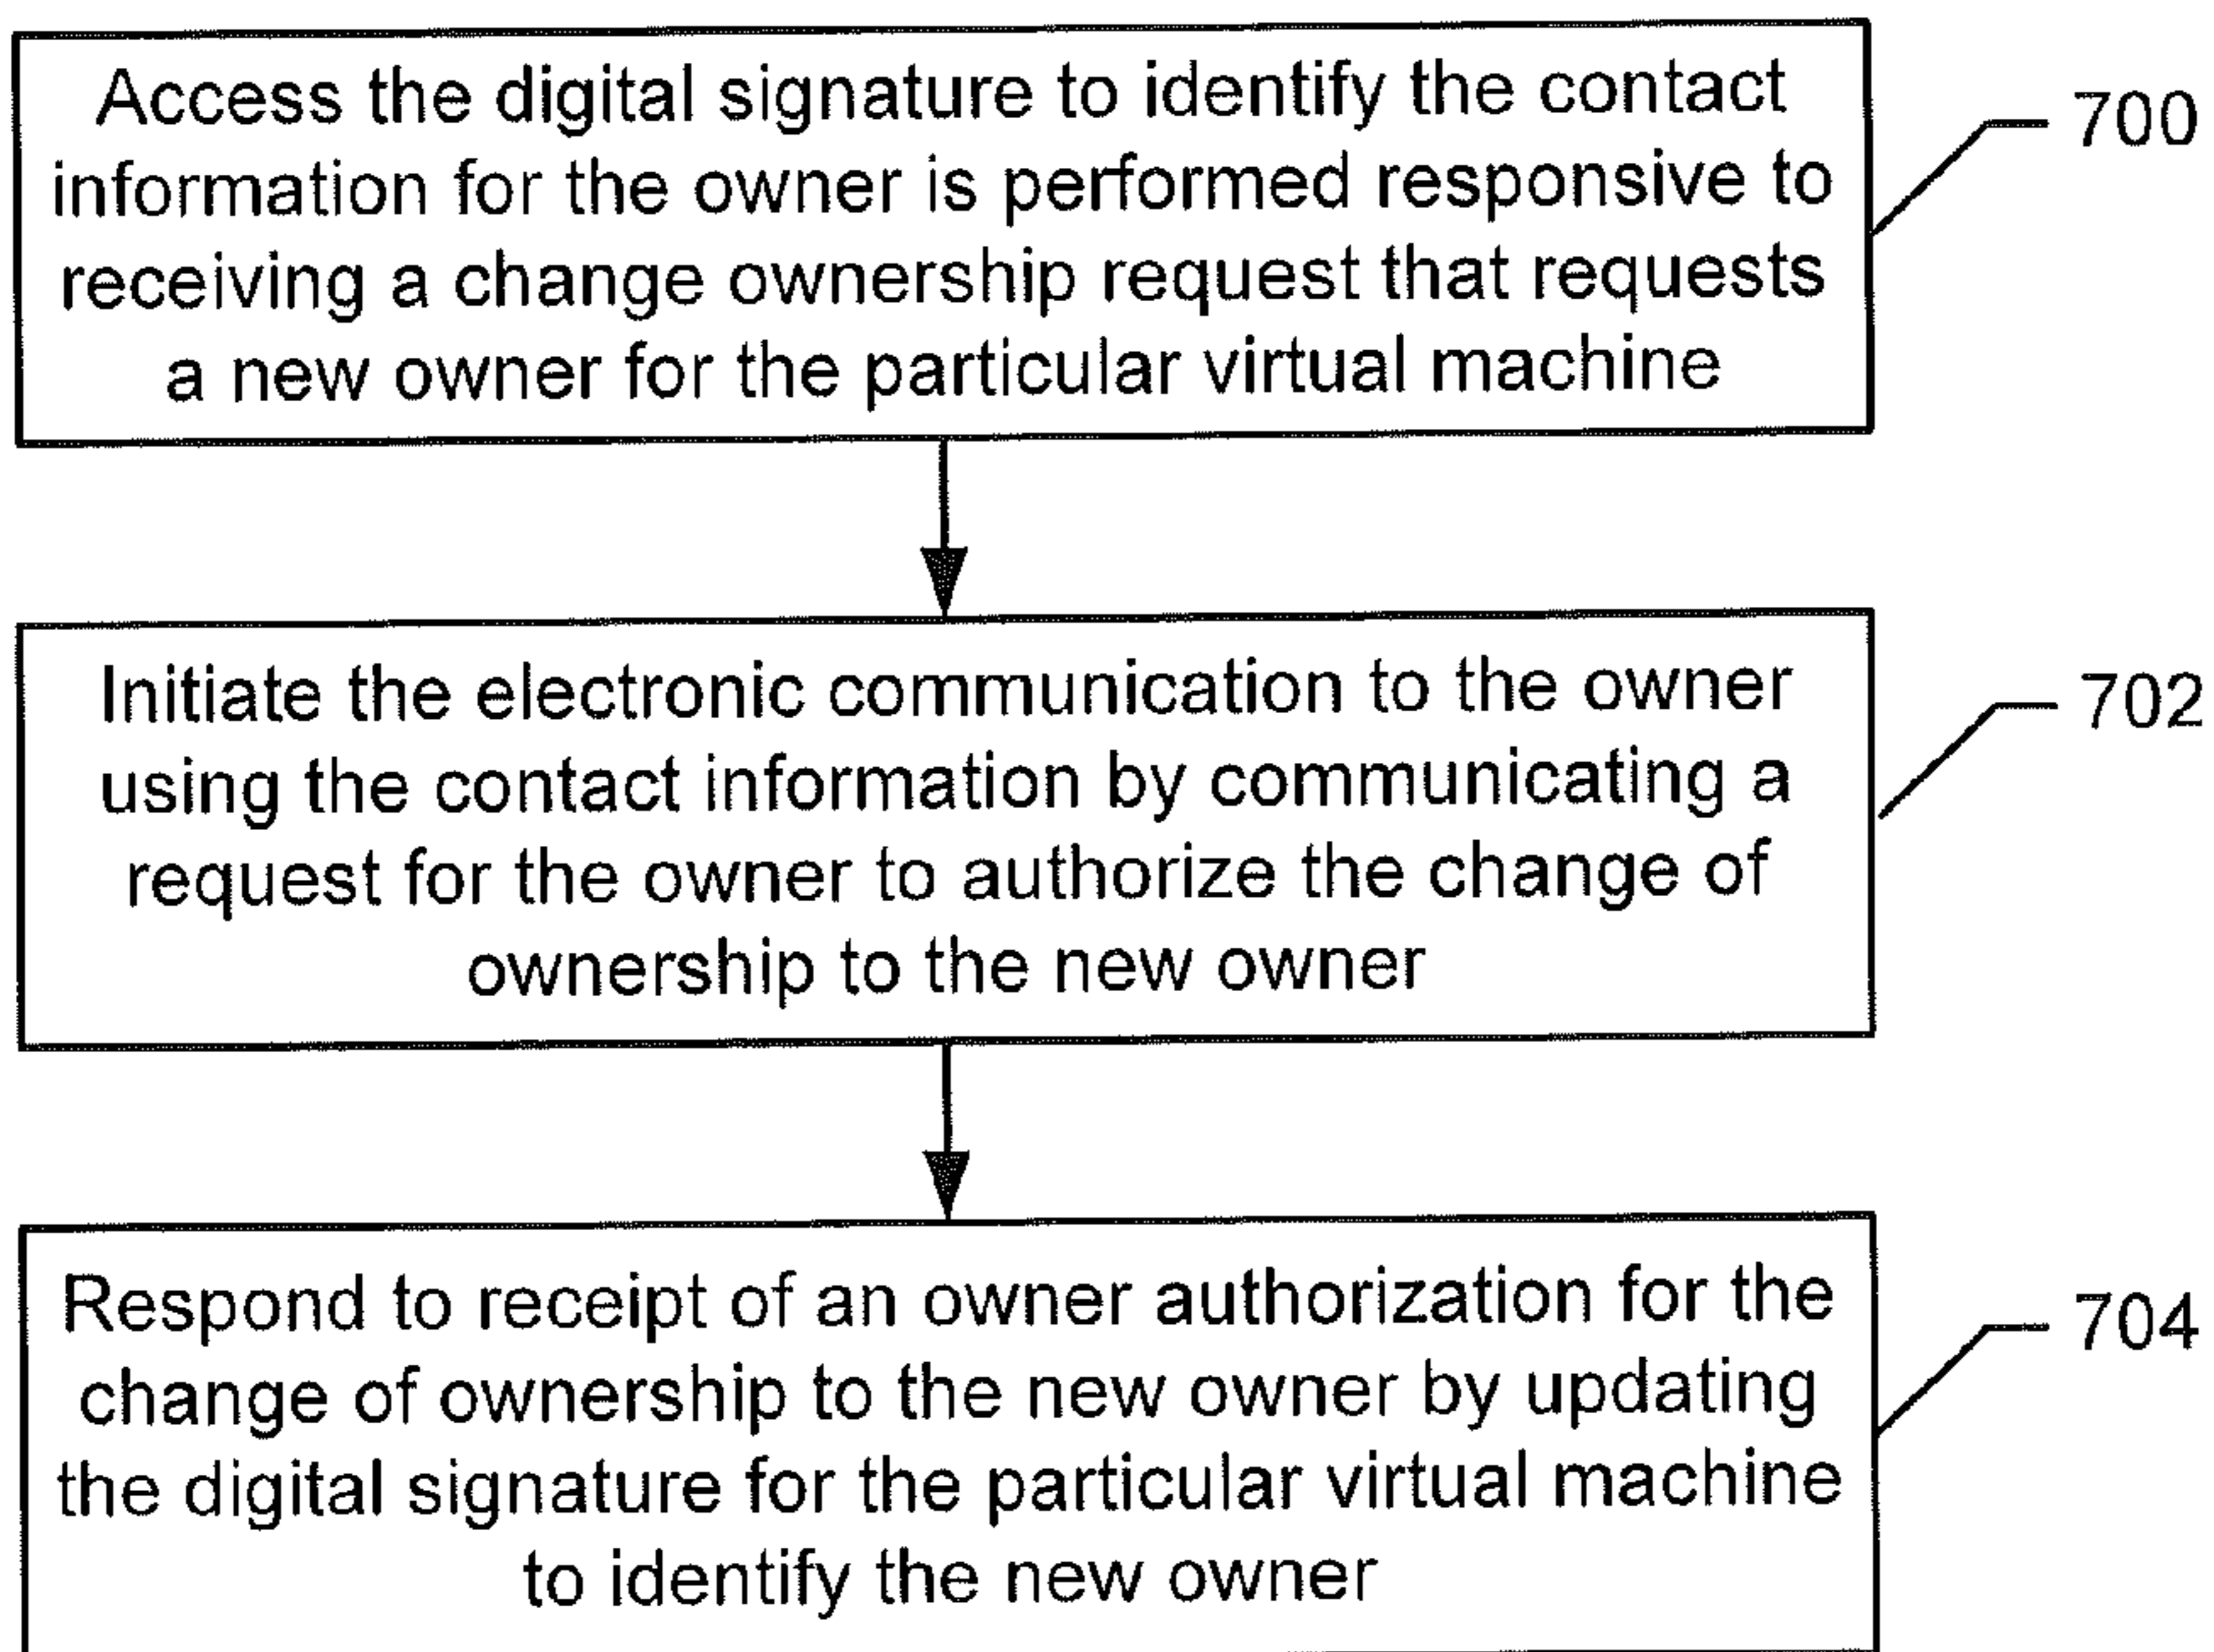 Access the digital signature to identify the contact
information for the owner is performed responsive to
receiving a change ownership request that requests
a new owner for the particular virtual machine
700
Initiate the electronic communication to the owner
using the contact information by communicating a
request for the owner to authorize the change of
ownership to the new owner
702
Respond to receipt of an owner authorization for the
change of ownership to the new owner by updating
the digital signature for the particular virtual machine
to identify the new owner
704